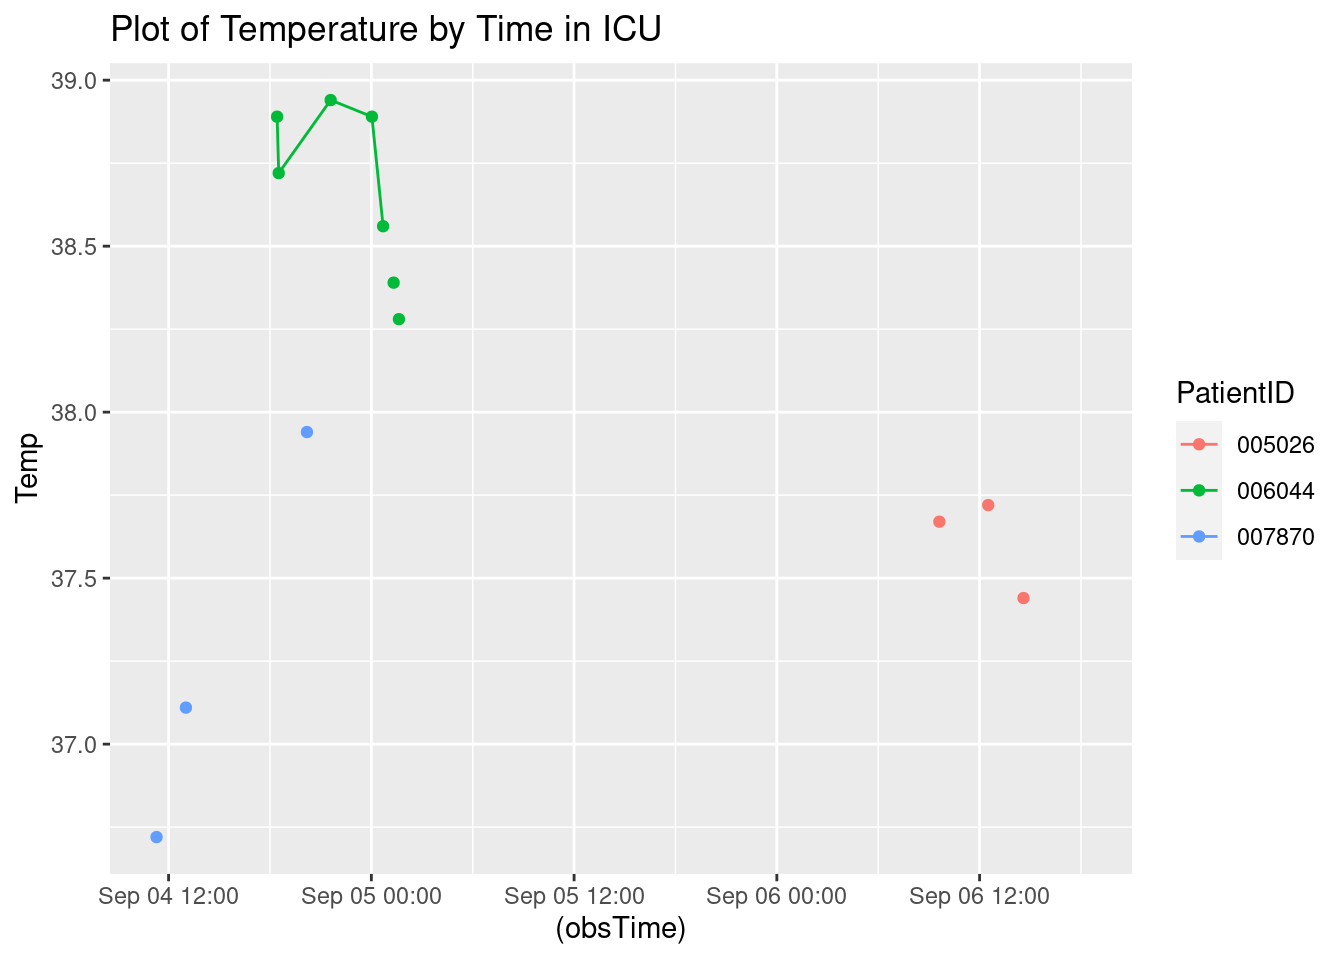 Plot of Temperature by Time in ICU
39.0
38.5
38.0
37.5
37.0
Temp
Sep 04 12:00 Sep 05 00:00 Sep 05 12:00 Sep 06 00:00 Sep 06 12:00
(obsTime)
PatientID
005026
006044
007870